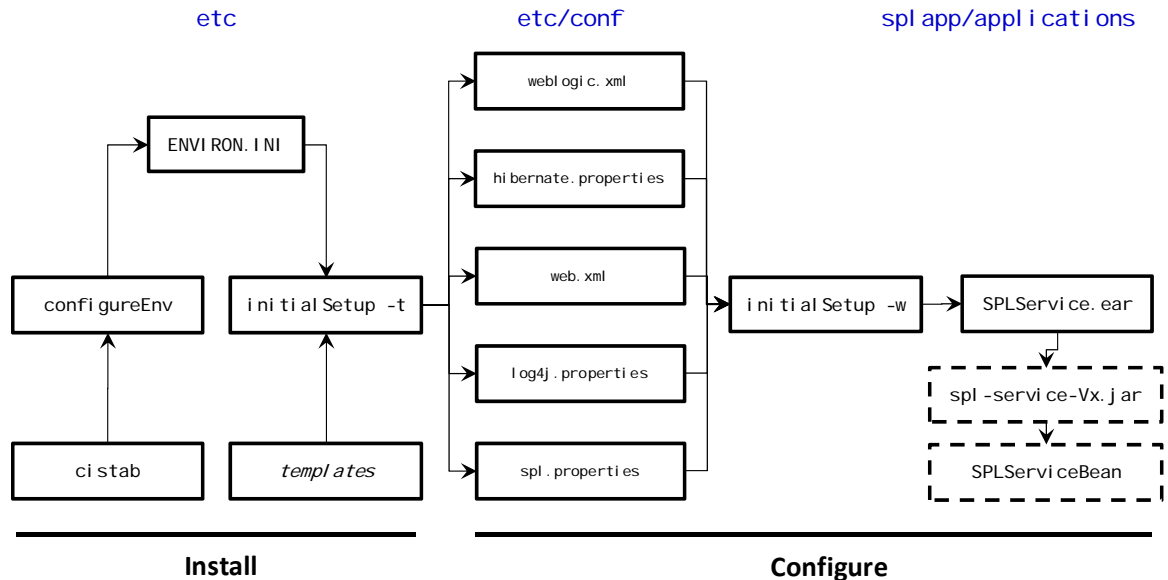 etc
etc/conf
splapp/applications
weblogic.xml
ENVIRON.INI
hibernate.properties
configureEnv
initialSetup -t
web.xml
initialSetup -w
SPLService.ear
log4j.properties
spl-service-Vx.jar
cistab
templates
spl.properties
SPLServiceBean
Install
Configure